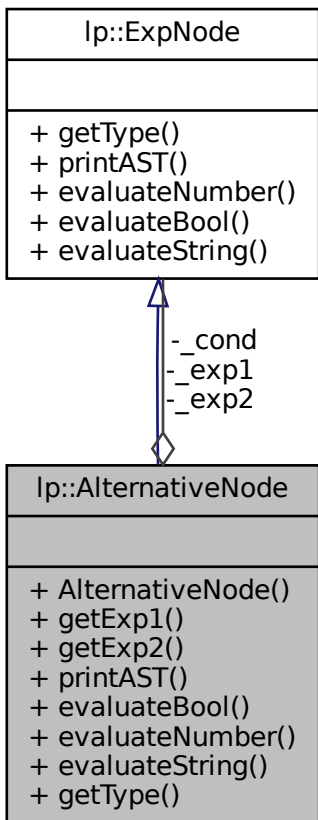 lp::ExpNode
+ getType()
+ printAST()
+ evaluateNumber()
+ evaluateBool()
+ evaluateString()
-_cond
-_exp1
-_exp2
lp::AlternativeNode
+ AlternativeNode()
+ getExp1()
+ getExp2()
+ printAST()
+ evaluateBool()
+ evaluateNumber()
+ evaluateString()
+ getType()